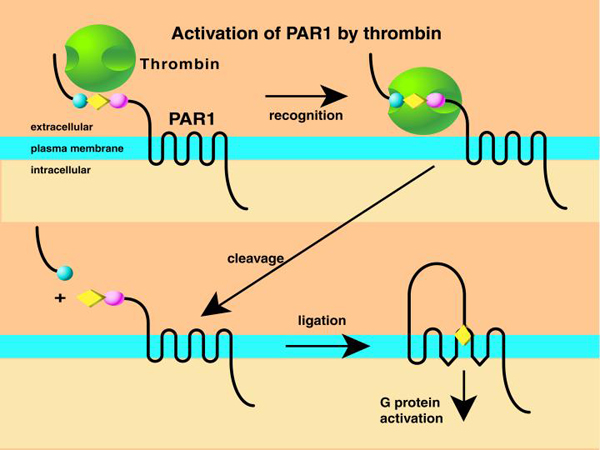 Activation of PAR1 by thrombin
Thrombin
PAR1
recognition
extracellular
plasma membrane
intracellular
cleavage
+
ligation
G protein
activation